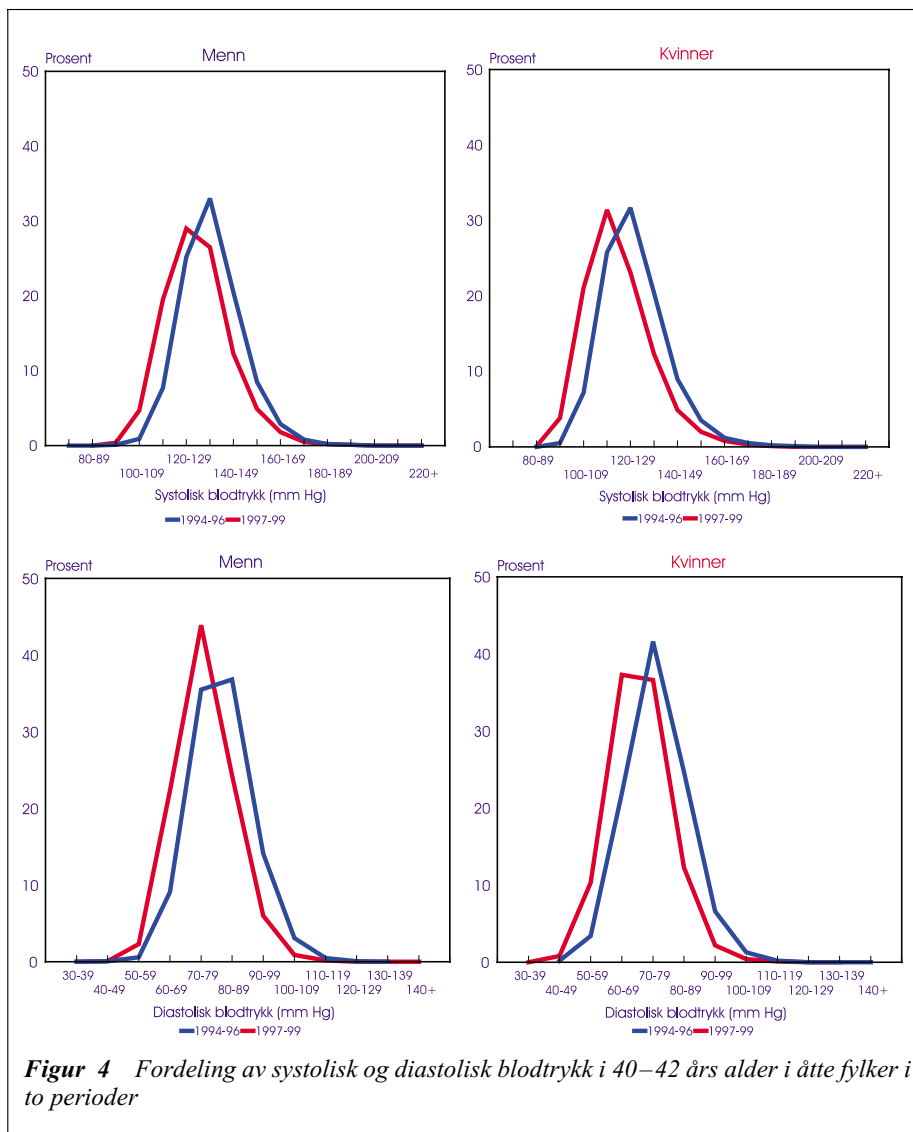 Menn
Prosent
50
40
30
20
10
0
80-89 120-129 160-169 200-209
100-109 140-149 180-189 220+
Systolisk blodtrykk (mm Hg)
1994-96 1997-99
Kvinner
Prosent
50
40
30
20
10
0
80-89 120-129 160-169 200-209
100-109 140-149 180-189 220+
Systolisk blodtrykk (mm Hg)
1994-96 1997-99
Menn
Prosent
50
40
30
20
10
0
30-39 50-59 70-79 90-99 110-119 130-139
40-49 60-69 80-89 100-109 120-129 140+
Diastolisk blodtrykk (mm Hg)
1994-96 1997-99
Kvinner
Prosent
50
40
30
20
10
0
30-39 50-59 70-79 90-99 110-119 130-139
40-49 60-69 80-89 100-109 120-129 140+
Diastolisk blodtrykk (mm Hg)
1994-96 1997-99
Figur 4 Fordeling av systolisk og diastolisk blodtrykk i 40–42 års alder i åtte fylker i
to perioder